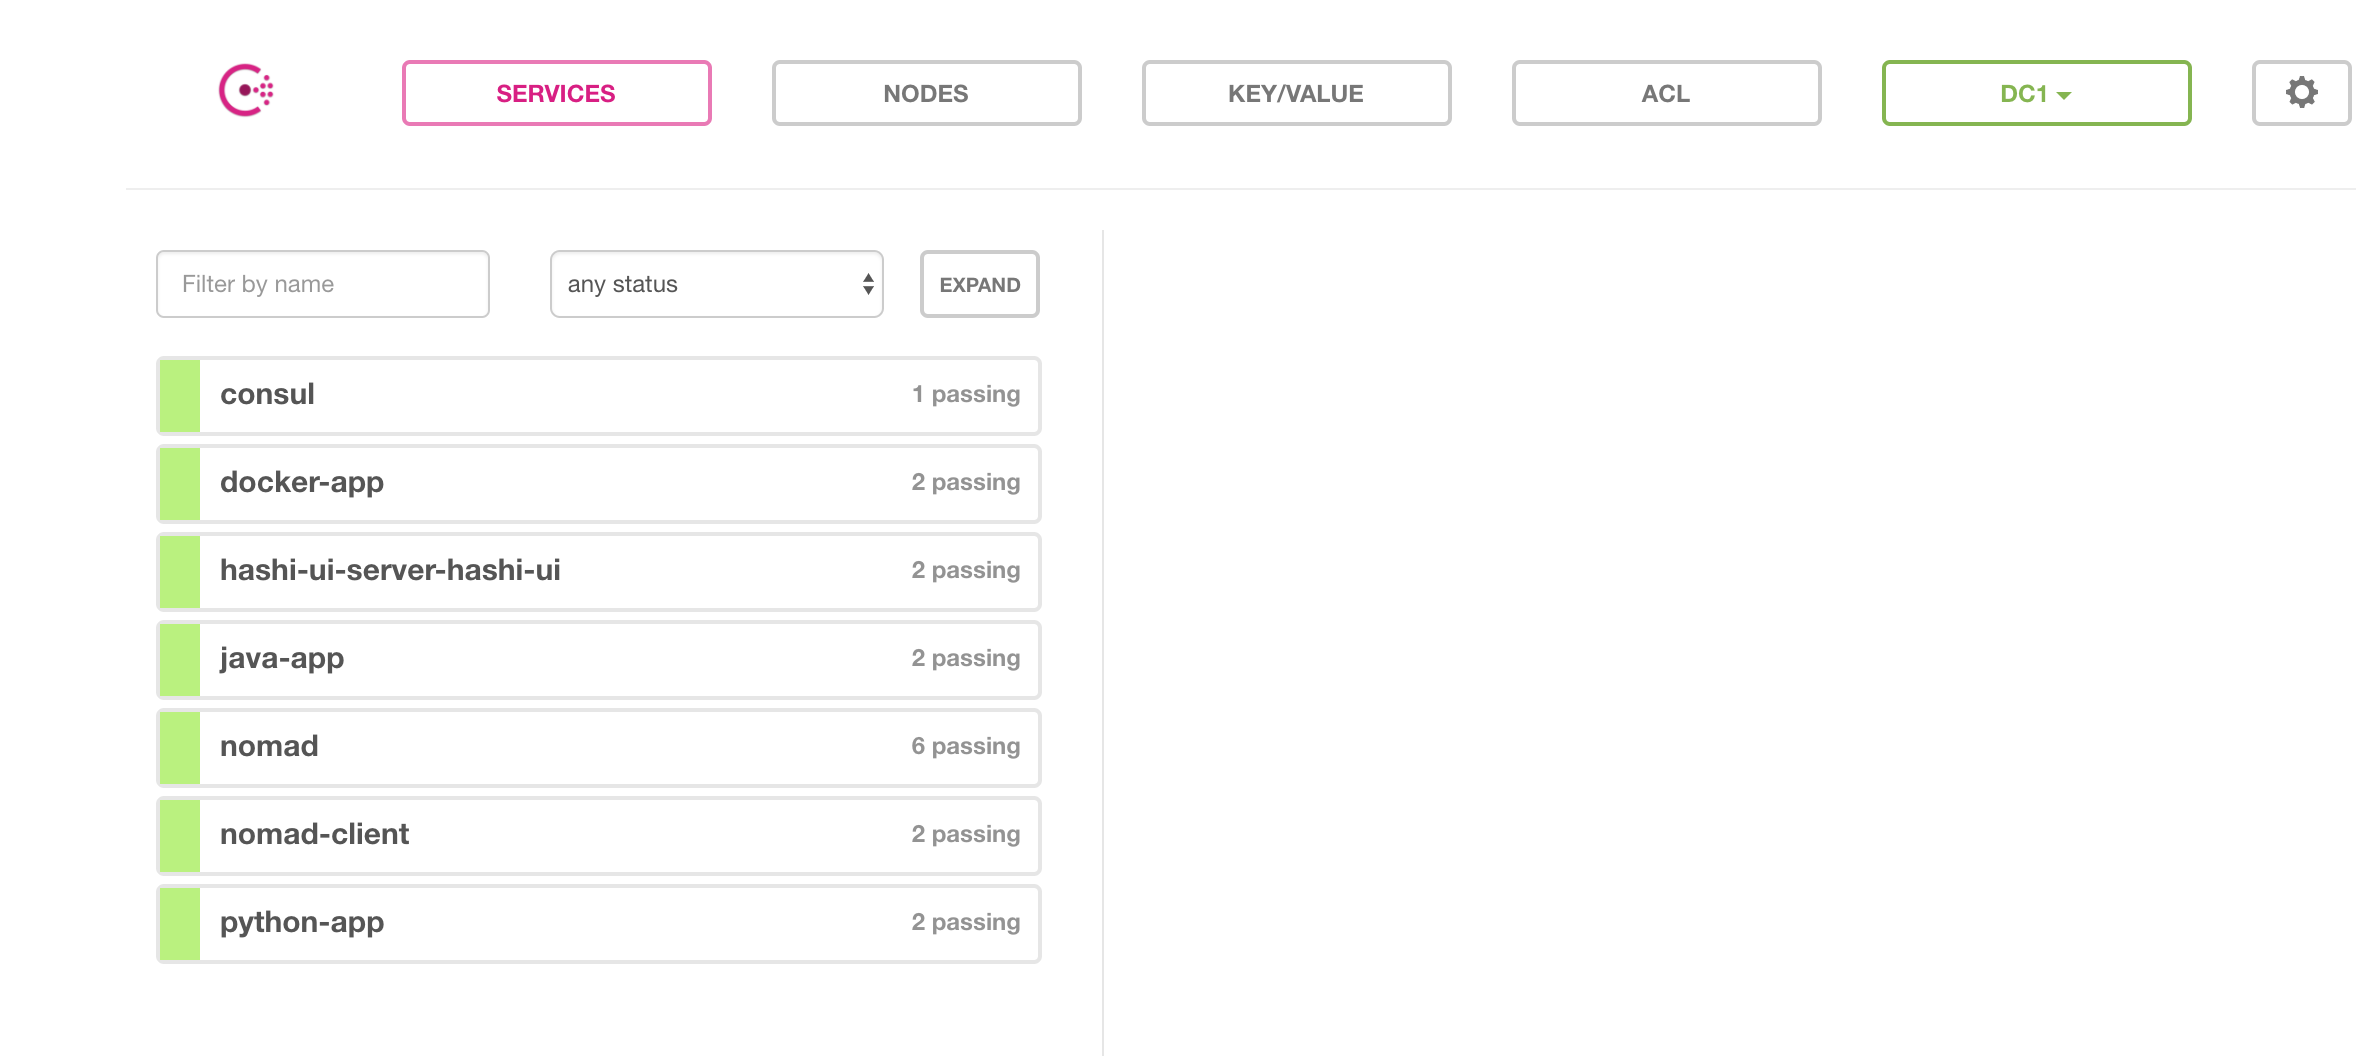 SERVICES NODES KEY/VALUE ACL DC1
Filter by name any status EXPAND
consul 1 passing
docker-app 2 passing
hashi-ui-server-hashi-ui 2 passing
java-app 2 passing
nomad 6 passing
nomad-client 2 passing
python-app 2 passing